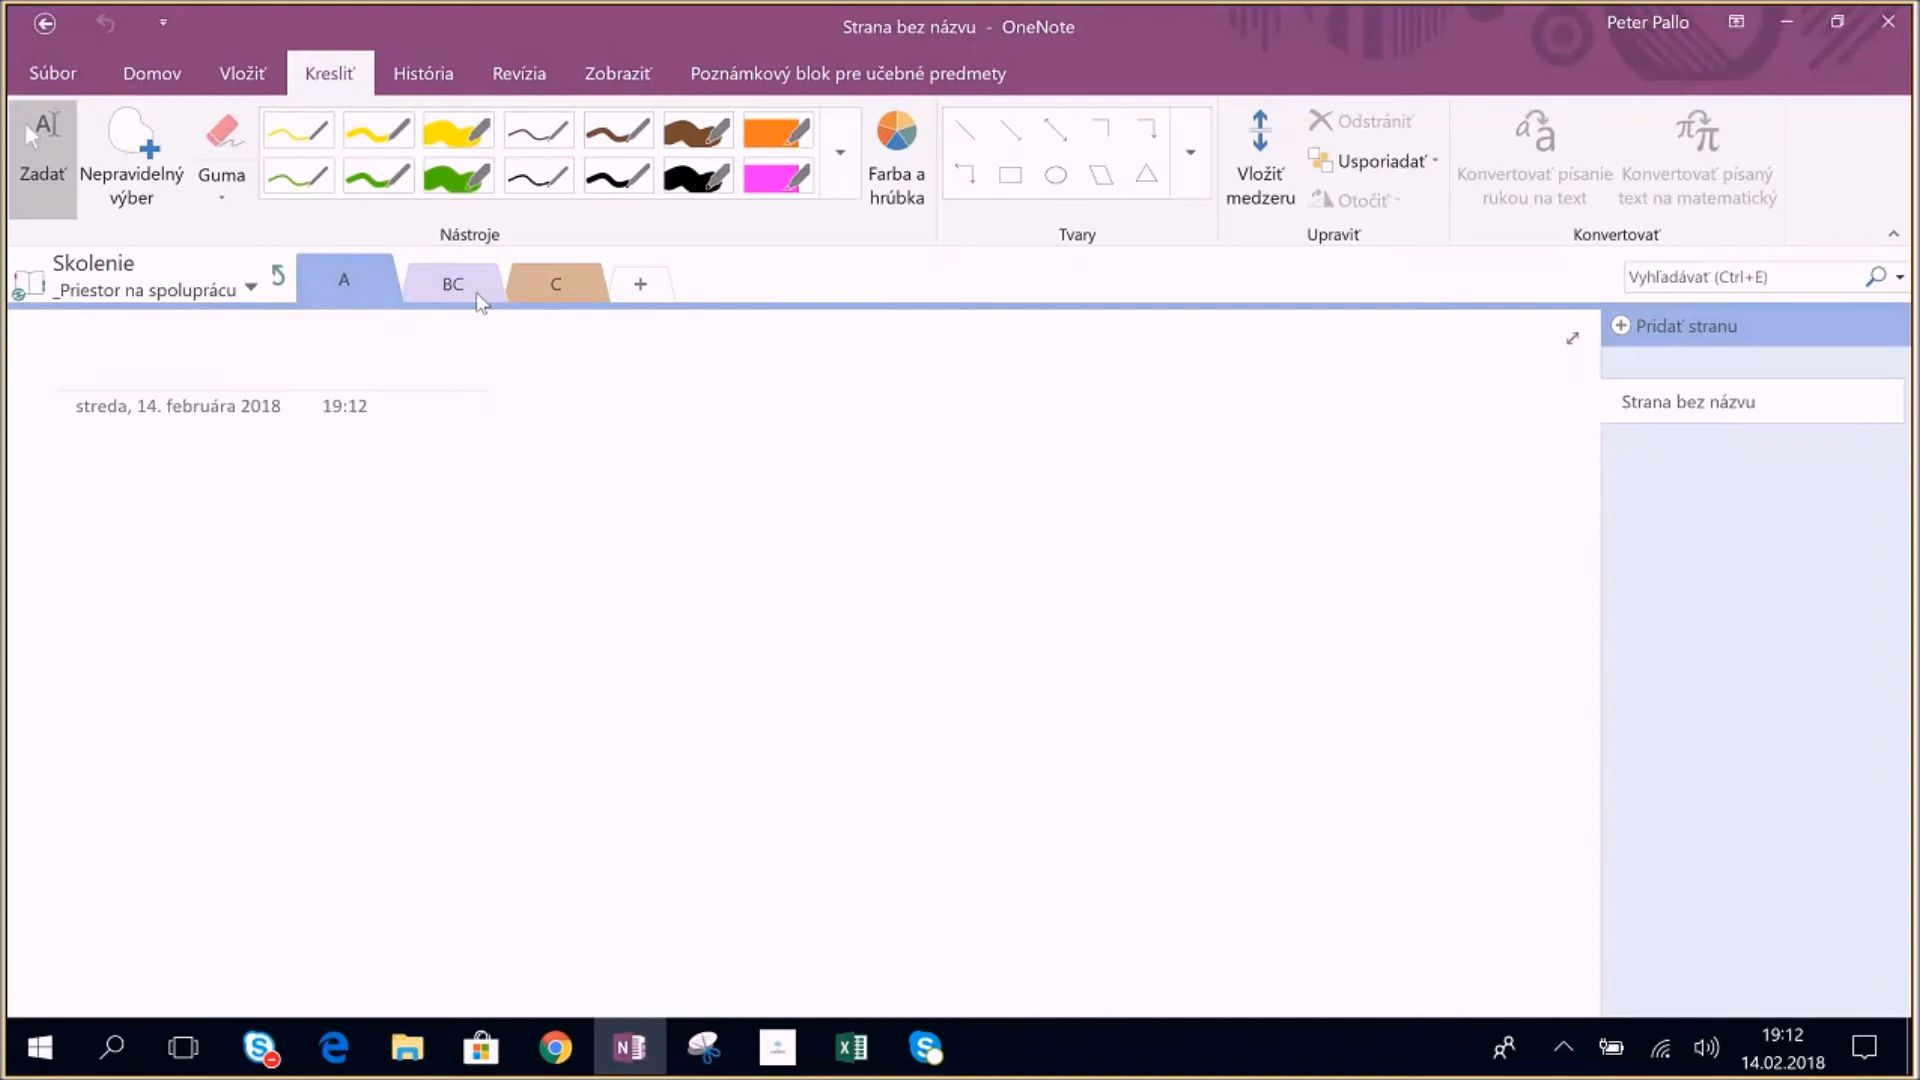 Strana bez názvu - OneNote
Peter Pallo
Súbor Domov Vložiť Kresliť História Revízia Zobraziť Poznámkový blok pre učebné predmety
Zadať
Nepravidelný výber
Guma
Farba a hrúbka
Nástroje
Tvary
Vložiť medzeru
Odstrániť
Usporiadať
Otočiť
Upraviť
Konvertovať písanie rukou na text
Konvertovať písaný text na matematický
Konvertovať
Skolenie
_Priestor na spoluprácu
A BC C +
Vyhľadávať (Ctrl+E)
Pridať stranu
Strana bez názvu
streda, 14. februára 2018 19:12
19:12
14.02.2018